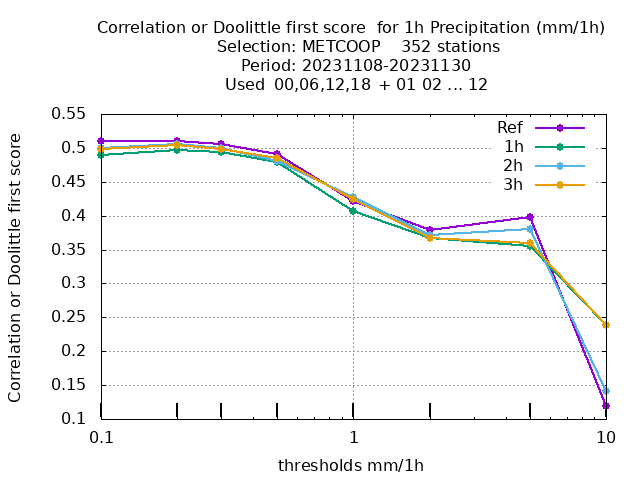 Correlation or Doolittle first score  for 1h Precipitation (mm/1h)
Selection: METCOOP    352 stations
Period: 20231108-20231130
Used  00,06,12,18  + 01 02 ... 12
Correlation or Doolittle first score
0.55
0.5
0.45
0.4
0.35
0.3
0.25
0.2
0.15
0.1
Ref
1h
2h
3h
0.1
1
10
thresholds mm/1h